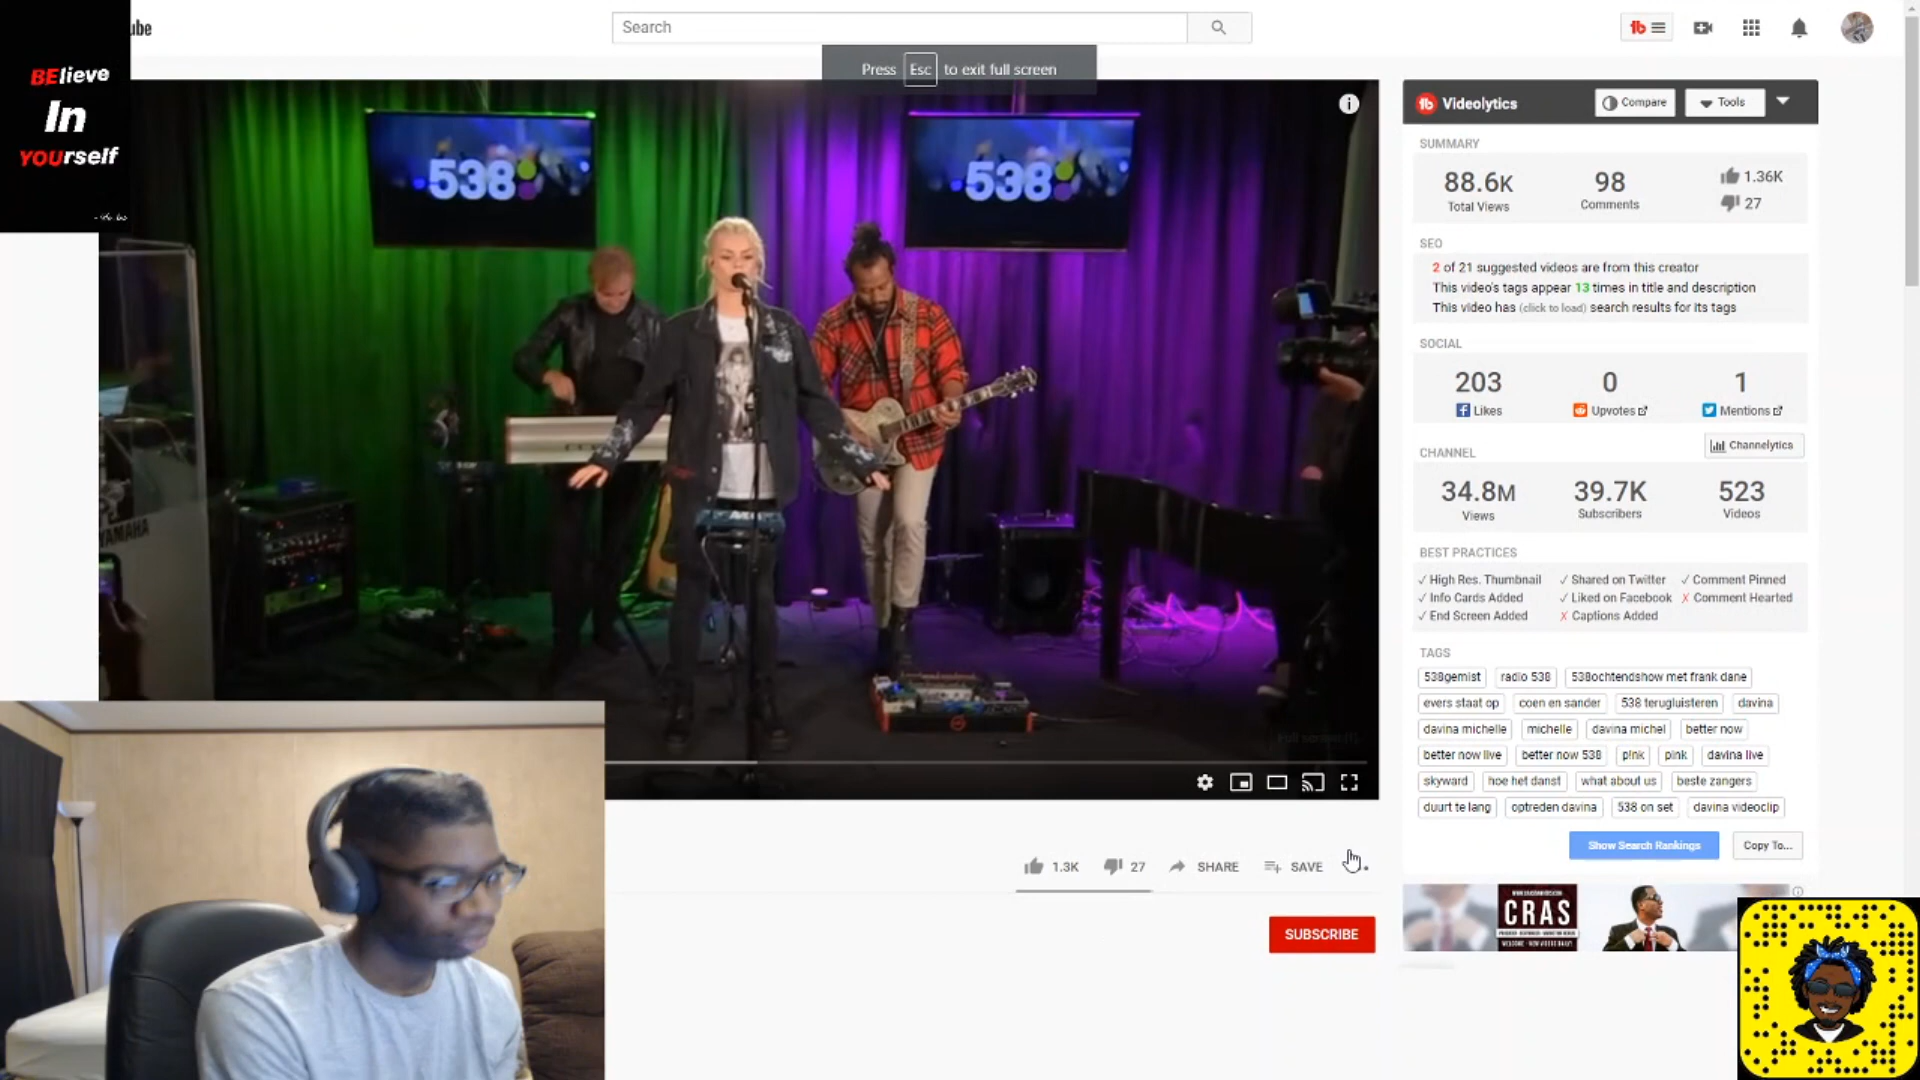 ube
Search
Press Esc to exit full screen
BElieve
In
YOUrself
538
538
YAMAHA
Videolytics
Compare
Tools
SUMMARY
88.6K
Total Views
98
Comments
1.36K
27
SEO
2 of 21 suggested videos are from this creator
This video's tags appear 13 times in title and description
This video has (click to load) search results for its tags
SOCIAL
203
Likes
0
Upvotes
1
Mentions
CHANNEL
Channelytics
34.8M
Views
39.7K
Subscribers
523
Videos
BEST PRACTICES
✓ High Res. Thumbnail ✓ Shared on Twitter ✓ Comment Pinned
✓ Info Cards Added ✓ Liked on Facebook ✗ Comment Hearted
✓ End Screen Added ✗ Captions Added
TAGS
538gemist radio 538 538ochtendshow met frank dane
evers staat op coen en sander 538 terugluisteren davina
davina michelle michelle davina michel better now
better now live better now 538 p!nk pink davina live
skyward hoe het danst what about us beste zangers
duurt te lang optreden davina 538 on set davina videoclip
Show Search Rankings
Copy To...
1.3K 27 SHARE SAVE
SUBSCRIBE
CRAS